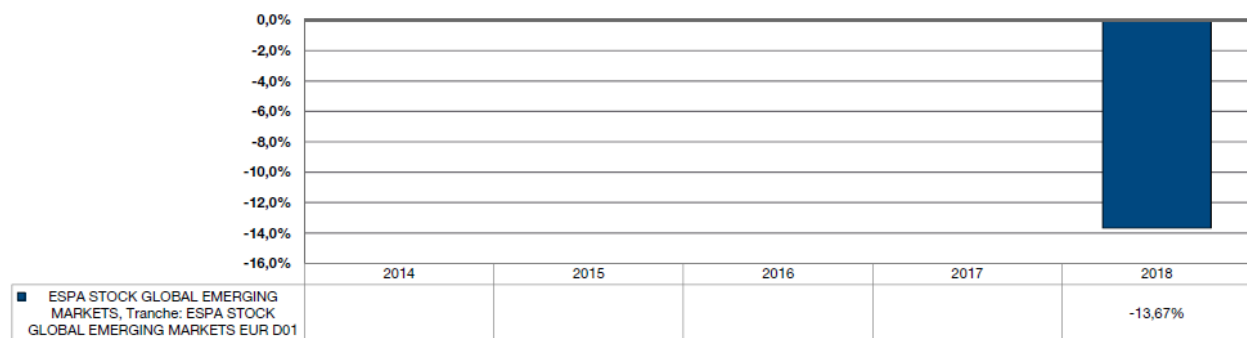 0,0%
-2,0%
-4,0%
-6,0%
-8,0%
-10,0%
-12,0%
-14,0%
-16,0%
2014 2015 2016 2017 2018
ESPA STOCK GLOBAL EMERGING
MARKETS, Tranche: ESPA STOCK
GLOBAL EMERGING MARKETS EUR D01
-13,67%